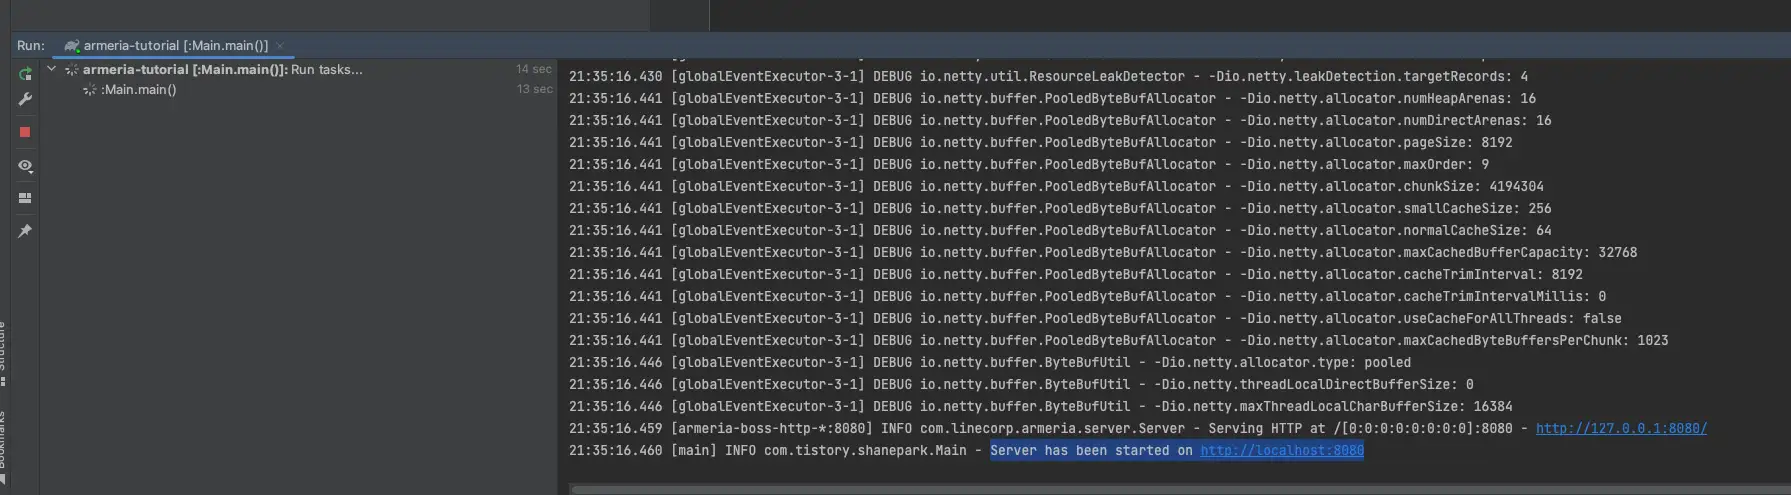 Run: armeria-tutorial [:Main.main()] ×
armeria-tutorial [:Main.main()]: Run tasks... 14 sec
:Main.main() 13 sec
21:35:16.430 [globalEventExecutor-3-1] DEBUG io.netty.util.ResourceLeakDetector - -Dio.netty.leakDetection.targetRecords: 4
21:35:16.441 [globalEventExecutor-3-1] DEBUG io.netty.buffer.PooledByteBufAllocator - -Dio.netty.allocator.numHeapArenas: 16
21:35:16.441 [globalEventExecutor-3-1] DEBUG io.netty.buffer.PooledByteBufAllocator - -Dio.netty.allocator.numDirectArenas: 16
21:35:16.441 [globalEventExecutor-3-1] DEBUG io.netty.buffer.PooledByteBufAllocator - -Dio.netty.allocator.pageSize: 8192
21:35:16.441 [globalEventExecutor-3-1] DEBUG io.netty.buffer.PooledByteBufAllocator - -Dio.netty.allocator.maxOrder: 9
21:35:16.441 [globalEventExecutor-3-1] DEBUG io.netty.buffer.PooledByteBufAllocator - -Dio.netty.allocator.chunkSize: 4194304
21:35:16.441 [globalEventExecutor-3-1] DEBUG io.netty.buffer.PooledByteBufAllocator - -Dio.netty.allocator.smallCacheSize: 256
21:35:16.441 [globalEventExecutor-3-1] DEBUG io.netty.buffer.PooledByteBufAllocator - -Dio.netty.allocator.normalCacheSize: 64
21:35:16.441 [globalEventExecutor-3-1] DEBUG io.netty.buffer.PooledByteBufAllocator - -Dio.netty.allocator.maxCachedBufferCapacity: 32768
21:35:16.441 [globalEventExecutor-3-1] DEBUG io.netty.buffer.PooledByteBufAllocator - -Dio.netty.allocator.cacheTrimInterval: 8192
21:35:16.441 [globalEventExecutor-3-1] DEBUG io.netty.buffer.PooledByteBufAllocator - -Dio.netty.allocator.cacheTrimIntervalMillis: 0
21:35:16.441 [globalEventExecutor-3-1] DEBUG io.netty.buffer.PooledByteBufAllocator - -Dio.netty.allocator.useCacheForAllThreads: false
21:35:16.441 [globalEventExecutor-3-1] DEBUG io.netty.buffer.PooledByteBufAllocator - -Dio.netty.allocator.maxCachedByteBuffersPerChunk: 1023
21:35:16.446 [globalEventExecutor-3-1] DEBUG io.netty.buffer.ByteBufUtil - -Dio.netty.allocator.type: pooled
21:35:16.446 [globalEventExecutor-3-1] DEBUG io.netty.buffer.ByteBufUtil - -Dio.netty.threadLocalDirectBufferSize: 0
21:35:16.446 [globalEventExecutor-3-1] DEBUG io.netty.buffer.ByteBufUtil - -Dio.netty.maxThreadLocalCharBufferSize: 16384
21:35:16.459 [armeria-boss-http-*:8080] INFO com.linecorp.armeria.server.Server - Serving HTTP at /[0:0:0:0:0:0:0:0]:8080 - http://127.0.0.1:8080/
21:35:16.460 [main] INFO com.tistory.shanepark.Main - Server has been started on http://localhost:8080
Structure